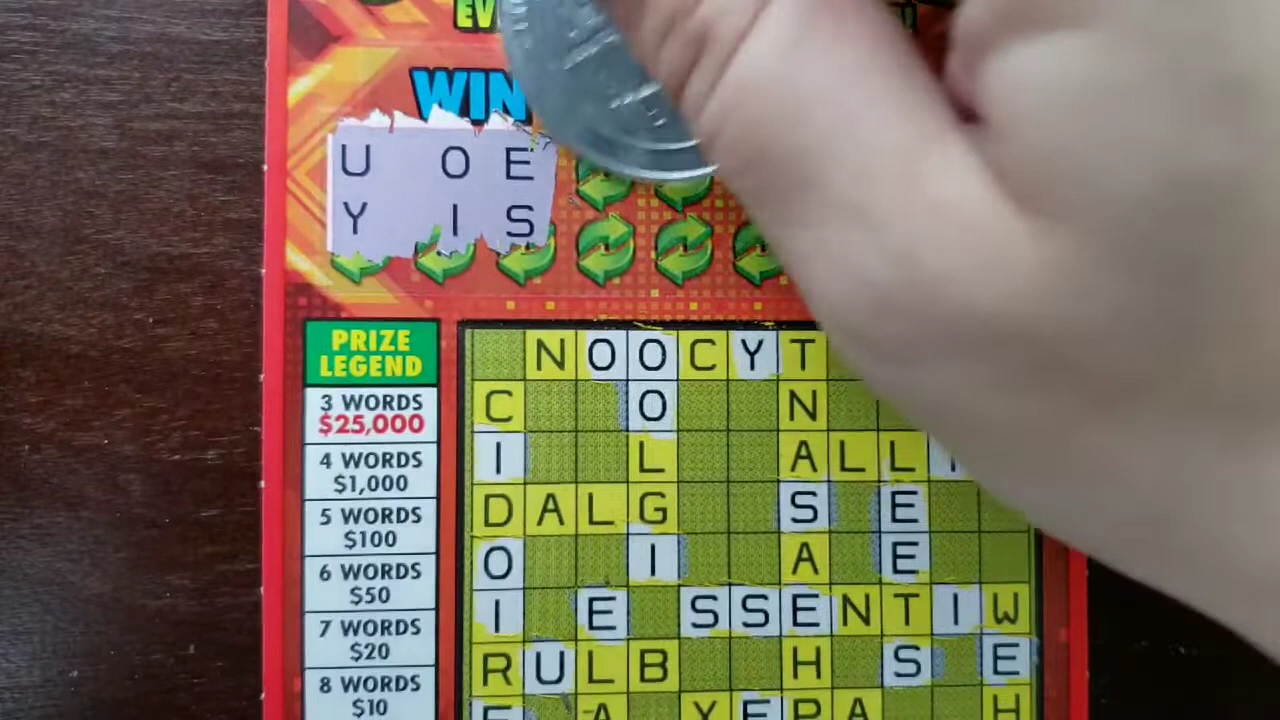 EV
WIN
U O E
Y I S
PRIZE
LEGEND
3 WORDS
$25,000
4 WORDS
$1,000
5 WORDS
$100
6 WORDS
$50
7 WORDS
$20
8 WORDS
$10
N O O C Y T
C O N
I L A L L I
D A L G S E
O I A E
I E S S E N T I W
R U L B H S E
E A Y E P A H